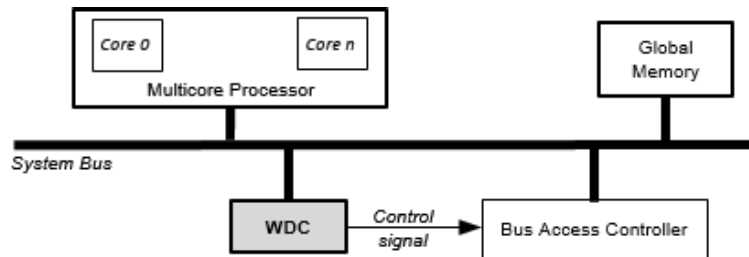 Core 0
Core n
Multicore Processor
Global
Memory
System Bus
WDC
Control
signal
Bus Access Controller